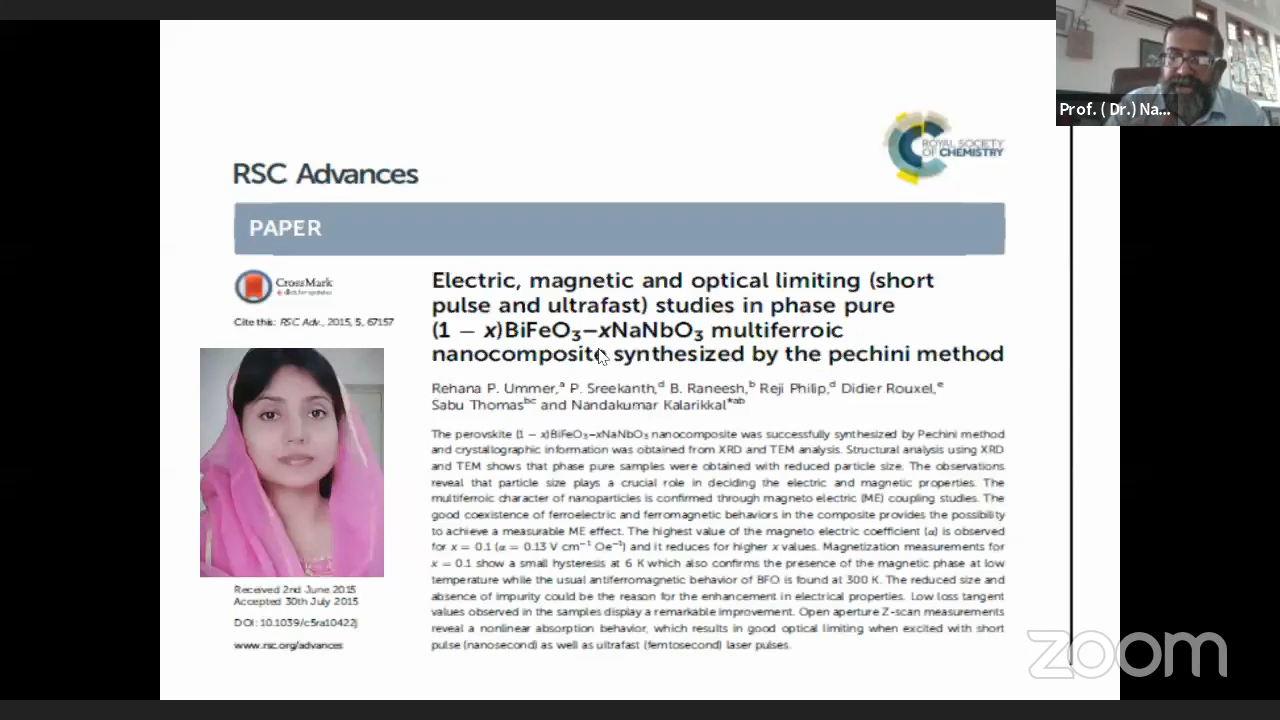 Prof. ( Dr.) Na...
ROYAL SOCIETY
OF CHEMISTRY
RSC Advances
PAPER
CrossMark
Cite this: RSC Adv., 2015, 5, 67157
Electric, magnetic and optical limiting (short
pulse and ultrafast) studies in phase pure
(1 − x)BiFeO₃–xNaNbO₃ multiferroic
nanocomposite synthesized by the pechini method
Rehana P. Ummer,ᵃ P. Sreekanth,ᵈ B. Raneesh,ᵇ Reji Philip,ᵈ Didier Rouxel,ᵉ
Sabu Thomasᵇᶜ and Nandakumar Kalarikkal*ᵃᵇ
The perovskite (1 − x)BiFeO₃–xNaNbO₃ nanocomposite was successfully synthesized by Pechini method
and crystallographic information was obtained from XRD and TEM analysis. Structural analysis using XRD
and TEM shows that phase pure samples were obtained with reduced particle size. The observations
reveal that particle size plays a crucial role in deciding the electric and magnetic properties. The
multiferroic character of nanoparticles is confirmed through magneto electric (ME) coupling studies. The
good coexistence of ferroelectric and ferromagnetic behaviors in the composite provides the possibility
to achieve a measurable ME effect. The highest value of the magneto electric coefficient (α) is observed
for x = 0.1 (α = 0.13 V cm⁻¹ Oe⁻¹) and it reduces for higher x values. Magnetization measurements for
x = 0.1 show a small hysteresis at 6 K which also confirms the presence of the magnetic phase at low
temperature while the usual antiferromagnetic behavior of BFO is found at 300 K. The reduced size and
absence of impurity could be the reason for the enhancement in electrical properties. Low loss tangent
values observed in the samples display a remarkable improvement. Open aperture Z-scan measurements
reveal a nonlinear absorption behavior, which results in good optical limiting when excited with short
pulse (nanosecond) as well as ultrafast (femtosecond) laser pulses.
Received 2nd June 2015
Accepted 30th July 2015
DOI: 10.1039/c5ra10422j
www.rsc.org/advances
zoom